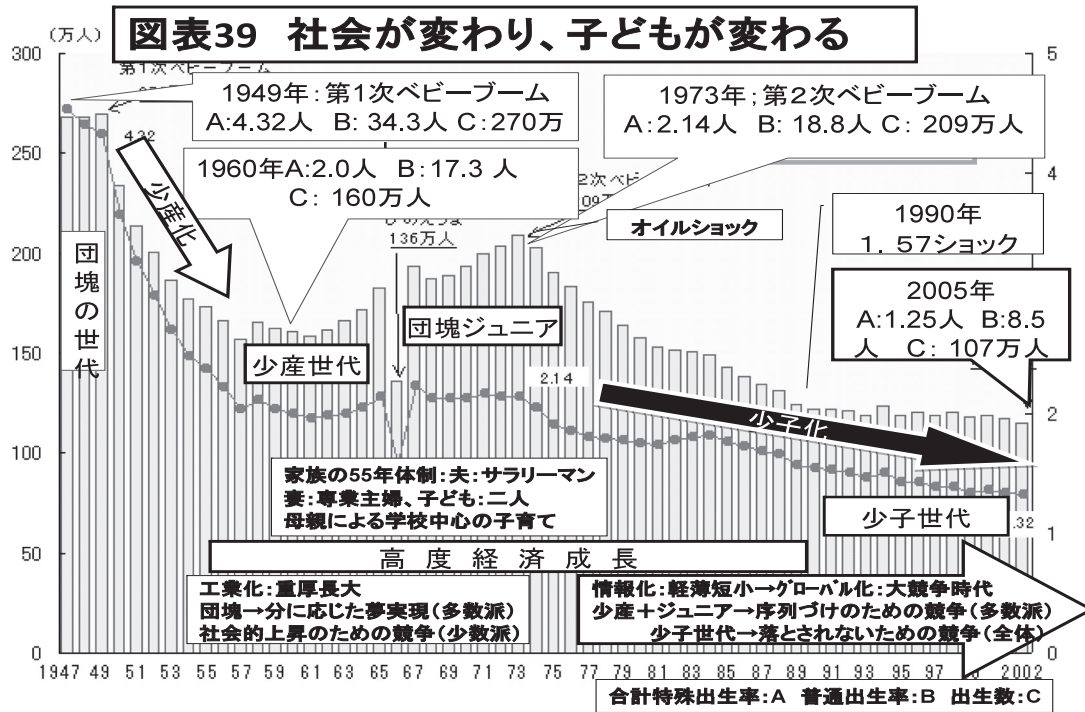 図表39 社会が変わり、子どもが変わる
(万人)
300
250
200
150
100
50
0
5
4
2
1
0
第1次ベビーブーム
4.32
1949年:第1次ベビーブーム
A:4.32人 B: 34.3人 C:270万
1960年A:2.0人 B:17.3 人
C: 160万人
1973年;第2次ベビーブーム
A:2.14人 B: 18.8人 C: 209万人
2次ベビー
136万人
オイルショック
1990年
1.57ショック
2005年
A:1.25人 B:8.5
人 C: 107万人
団塊の世代
少産化
少産世代
団塊ジュニア
2.14
少子化
少子世代
.32
家族の55年体制:夫:サラリーマン
妻:専業主婦、子ども:二人
母親による学校中心の子育て
高度経済成長
工業化:重厚長大
団塊→分に応じた夢実現(多数派)
社会的上昇のための競争(少数派)
情報化:軽薄短小→グローバル化:大競争時代
少産+ジュニア→序列づけのための競争(多数派)
少子世代→落とされないための競争(全体)
1947 49 51 53 55 57 59 61 63 65 67 69 71 73 75 77 79 81 83 85 87 89 91 93 95 97 2002
合計特殊出生率:A 普通出生率:B 出生数:C